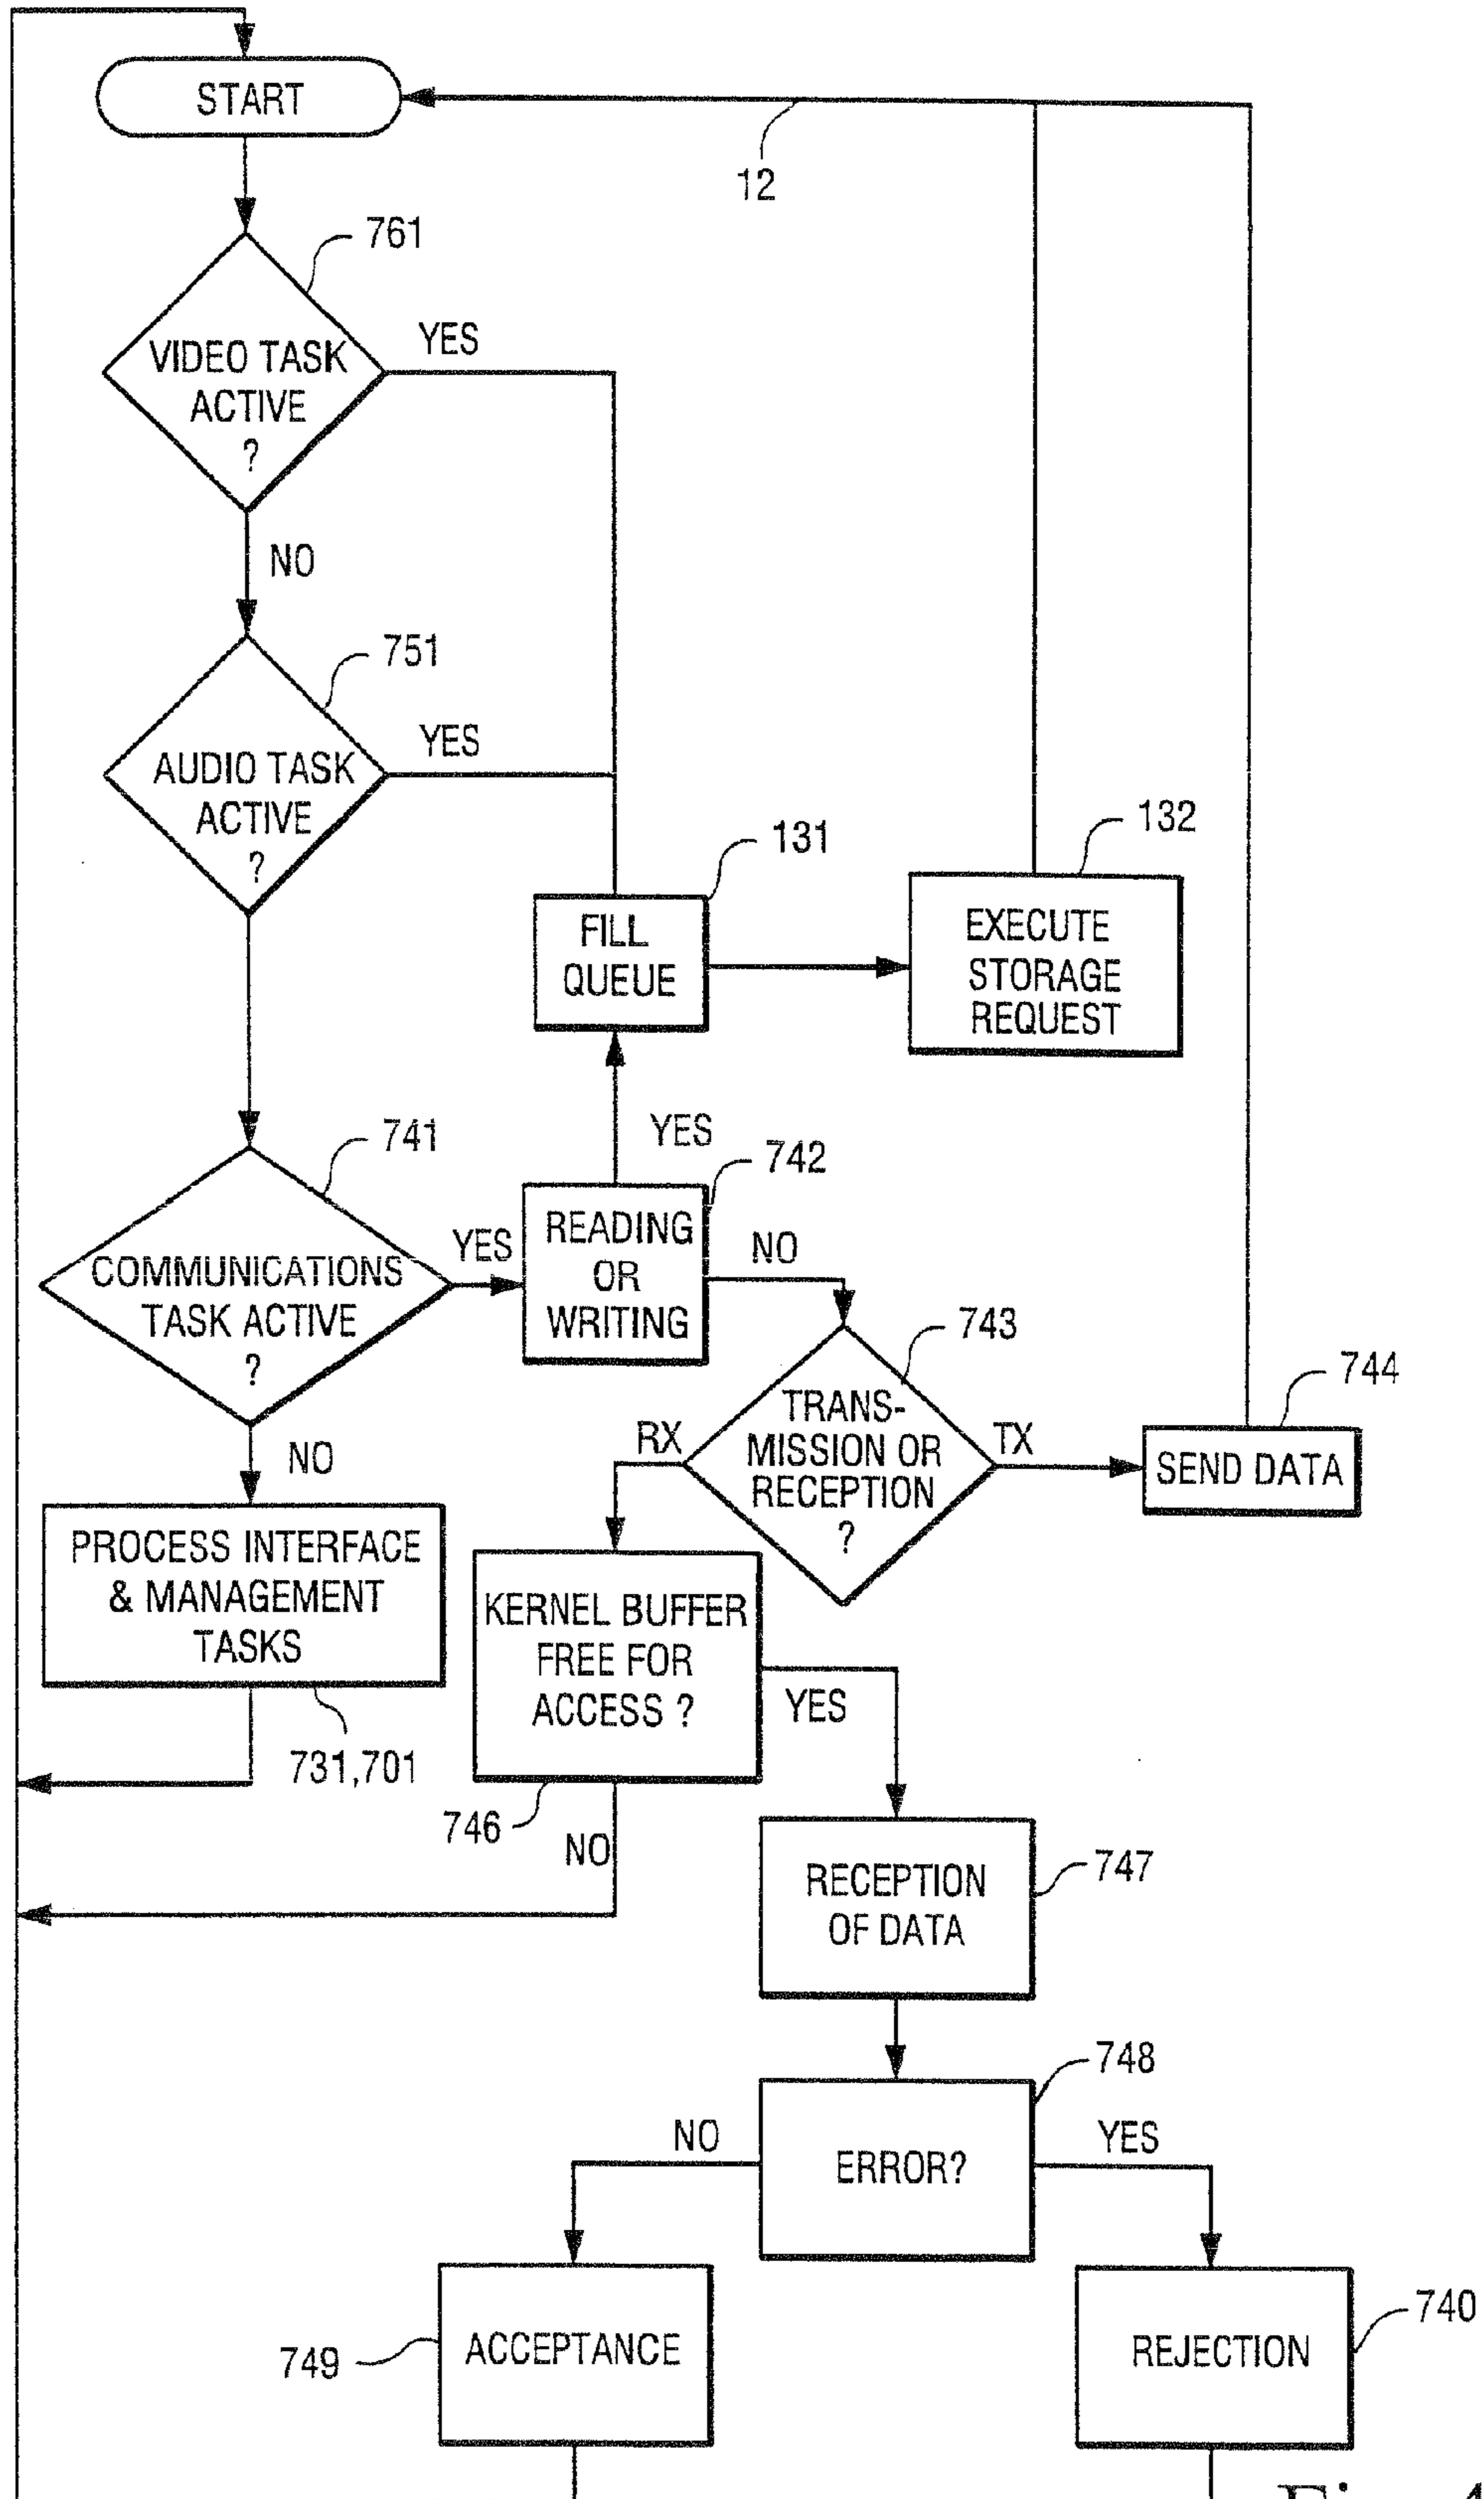 START
12
761
VIDEO TASK
ACTIVE
?
YES
NO
751
AUDIO TASK
ACTIVE
?
YES
131
FILL
QUEUE
132
EXECUTE
STORAGE
REQUEST
741
COMMUNICATIONS
TASK ACTIVE
?
YES
YES
742
READING
OR
WRITING
NO
743
TRANS-
MISSION OR
RECEPTION
?
RX
TX
744
SEND DATA
NO
PROCESS INTERFACE
& MANAGEMENT
TASKS
731,701
KERNEL BUFFER
FREE FOR
ACCESS ?
YES
746
NO
747
RECEPTION
OF DATA
748
ERROR?
NO
YES
749
ACCEPTANCE
740
REJECTION